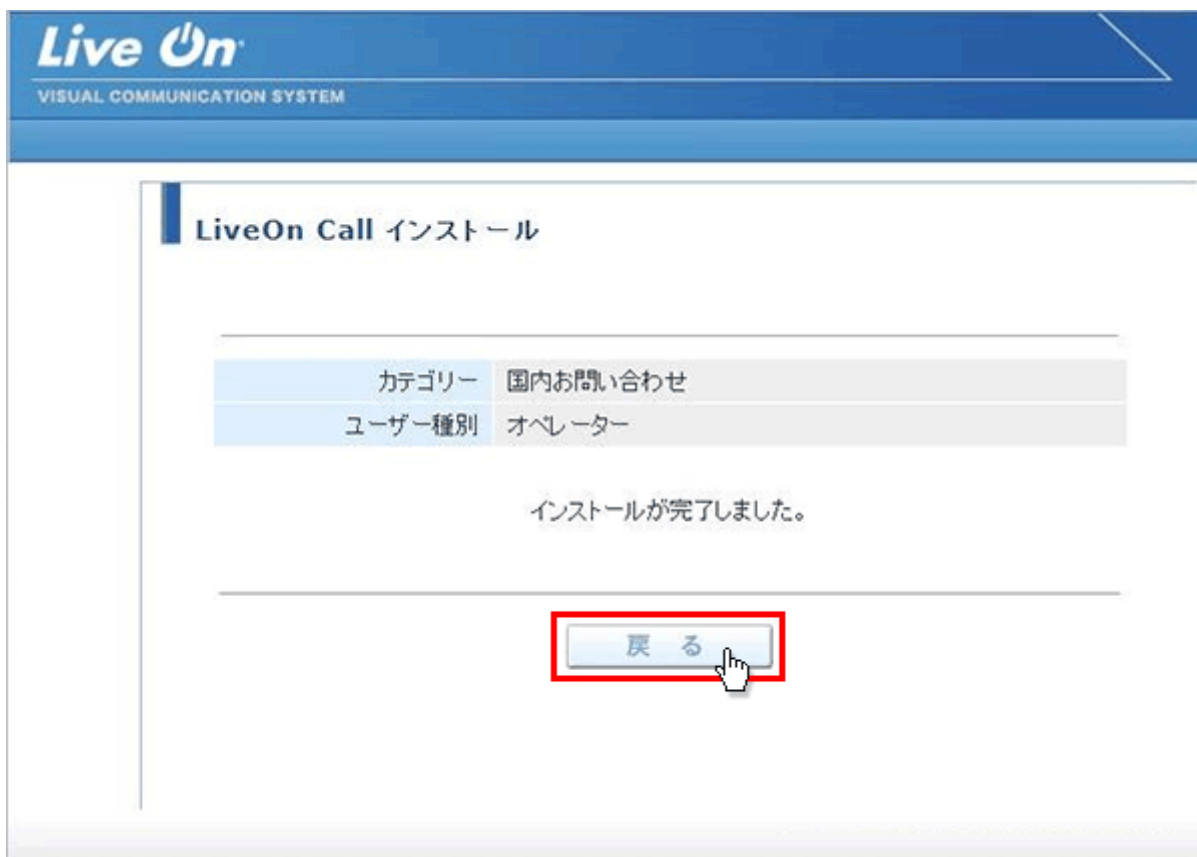 Live On
VISUAL COMMUNICATION SYSTEM
LiveOn Call インストール
カテゴリー 国内お問い合わせ
ユーザー種別 オペレーター
インストールが完了しました。
戻 る